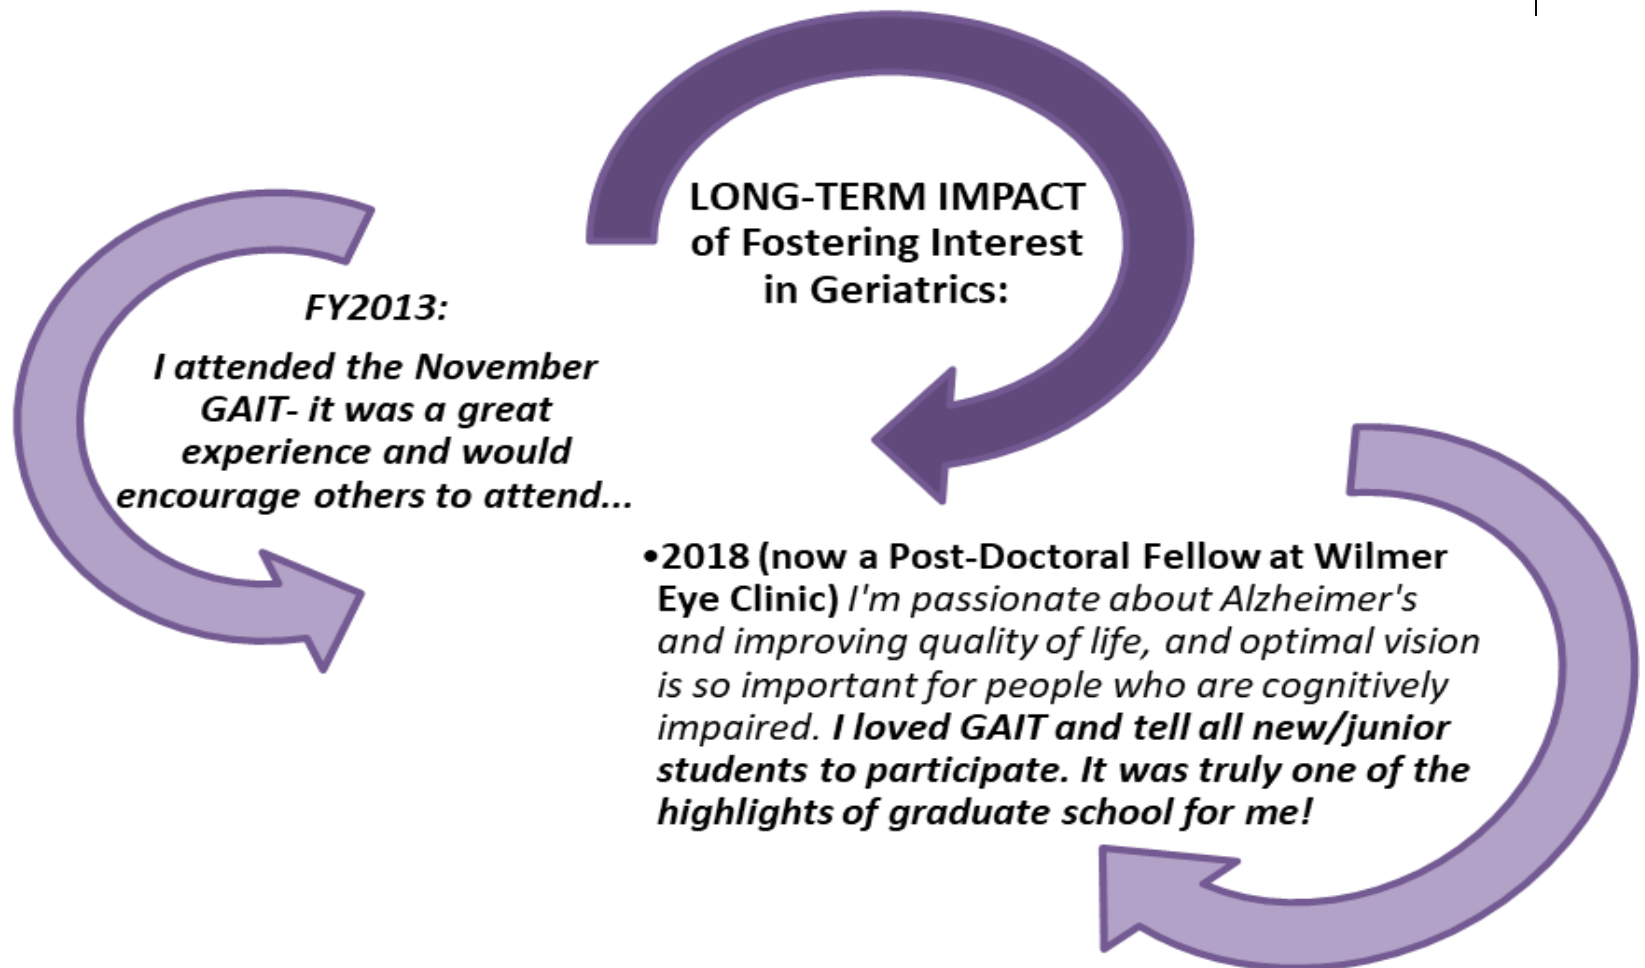 LONG-TERM IMPACT
of Fostering Interest
in Geriatrics:
FY2013:
I attended the November
GAIT- it was a great
experience and would
encourage others to attend...
•2018 (now a Post-Doctoral Fellow at Wilmer
Eye Clinic) I'm passionate about Alzheimer's
and improving quality of life, and optimal vision
is so important for people who are cognitively
impaired. I loved GAIT and tell all new/junior
students to participate. It was truly one of the
highlights of graduate school for me!